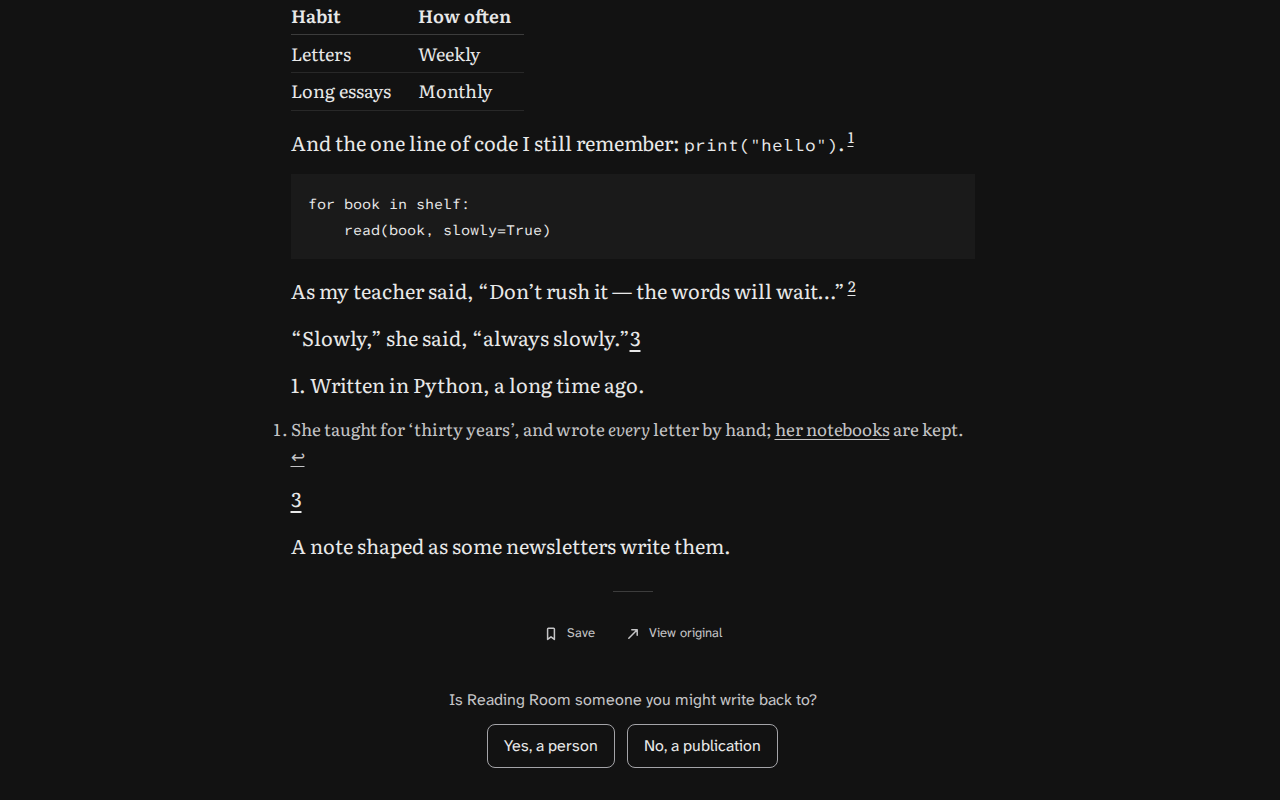 Habit How often
Letters Weekly
Long essays Monthly
And the one line of code I still remember: print("hello").1
for book in shelf:
    read(book, slowly=True)
As my teacher said, “Don’t rush it — the words will wait…” 2
“Slowly,” she said, “always slowly.”3
1. Written in Python, a long time ago.
1. She taught for ‘thirty years’, and wrote every letter by hand; her notebooks are kept.
↩
3
A note shaped as some newsletters write them.
Save View original
Is Reading Room someone you might write back to?
Yes, a person No, a publication